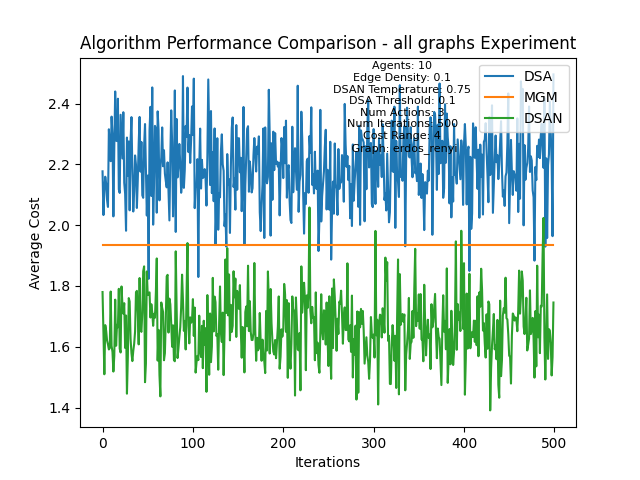 Algorithm Performance Comparison - all graphs Experiment
Agents: 10
Edge Density: 0.1
DSAN Temperature: 0.75
DSA Threshold: 0.1
Num Actions: 3
Num Iterations: 500
Cost Range: 4
Graph: erdos_renyi
DSA
MGM
DSAN
Average Cost
2.4
2.2
2.0
1.8
1.6
1.4
0
100
200
300
400
500
Iterations